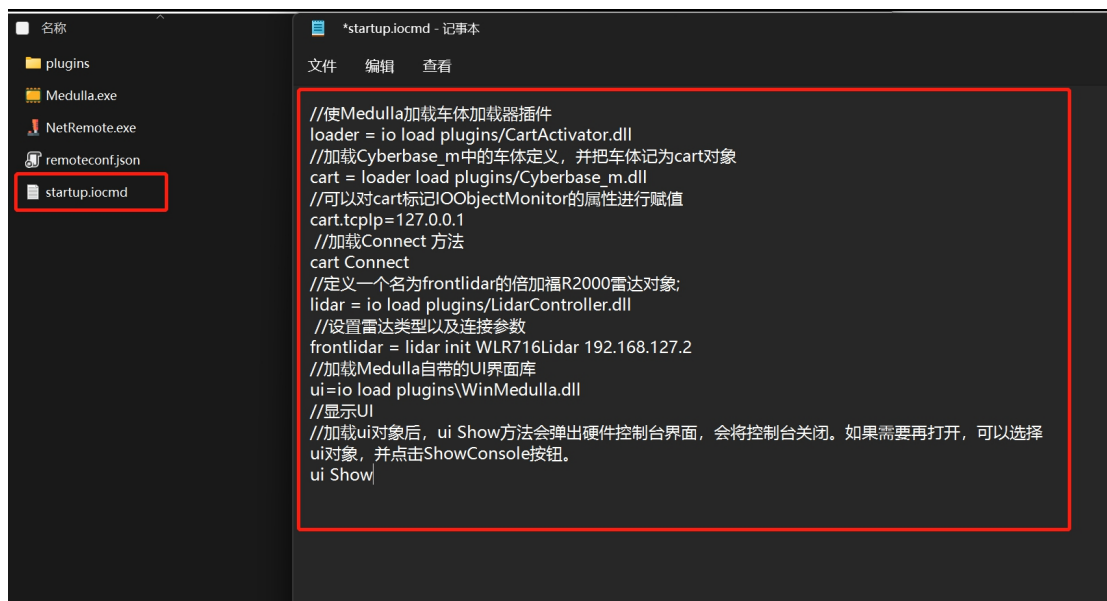 名称
plugins
Medulla.exe
NetRemote.exe
remoteconf.json
startup.iocmd
*startup.iocmd - 记事本
文件 编辑 查看
//使Medulla加载车体加载器插件
loader = io load plugins/CartActivator.dll
//加载Cyberbase_m中的车体定义，并把车体记为cart对象
cart = loader load plugins/Cyberbase_m.dll
//可以对cart标记IOObjectMonitor的属性进行赋值
cart.tcpIp=127.0.0.1
//加载Connect 方法
cart Connect
//定义一个名为frontlidar的倍加福R2000雷达对象;
lidar = io load plugins/LidarController.dll
//设置雷达类型以及连接参数
frontlidar = lidar init WLR716Lidar 192.168.127.2
//加载Medulla自带的UI界面库
ui=io load plugins\WinMedulla.dll
//显示UI
//加载ui对象后，ui Show方法会弹出硬件控制台界面，会将控制台关闭。如果需要再打开，可以选择
ui对象，并点击ShowConsole按钮。
ui Show